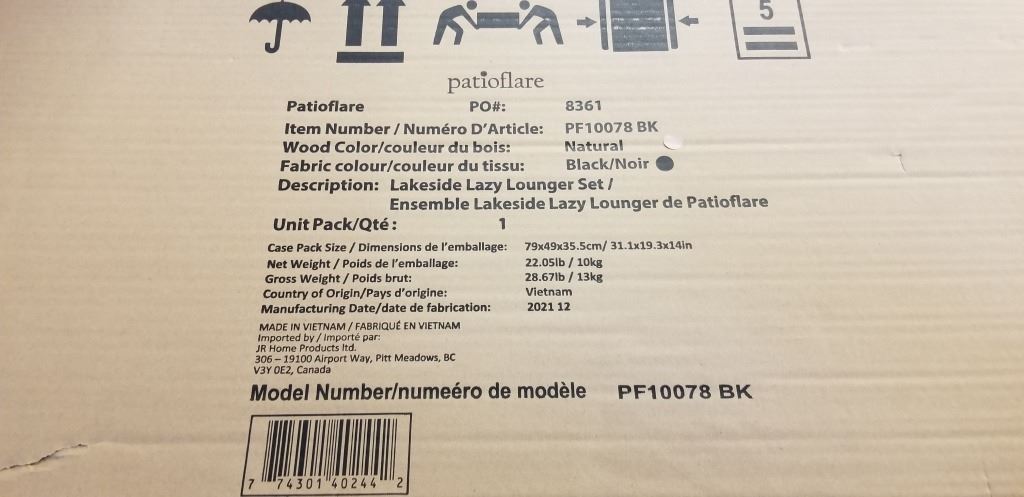 5
patioflare
Patioflare PO#: 8361
Item Number / Numéro D'Article: PF10078 BK
Wood Color/couleur du bois: Natural
Fabric colour/couleur du tissu: Black/Noir
Description: Lakeside Lazy Lounger Set /
Ensemble Lakeside Lazy Lounger de Patioflare
Unit Pack/Qté: 1
Case Pack Size / Dimensions de l'emballage: 79x49x35.5cm/ 31.1x19.3x14in
Net Weight / Poids de l'emballage: 22.05lb / 10kg
Gross Weight / Poids brut: 28.67lb / 13kg
Country of Origin/Pays d'origine: Vietnam
Manufacturing Date/date de fabrication: 2021 12
MADE IN VIETNAM / FABRIQUÉ EN VIETNAM
Imported by / Importé par:
JR Home Products ltd.
306 – 19100 Airport Way, Pitt Meadows, BC
V3Y 0E2, Canada
Model Number/numeéro de modèle PF10078 BK
7 74301 40244 2